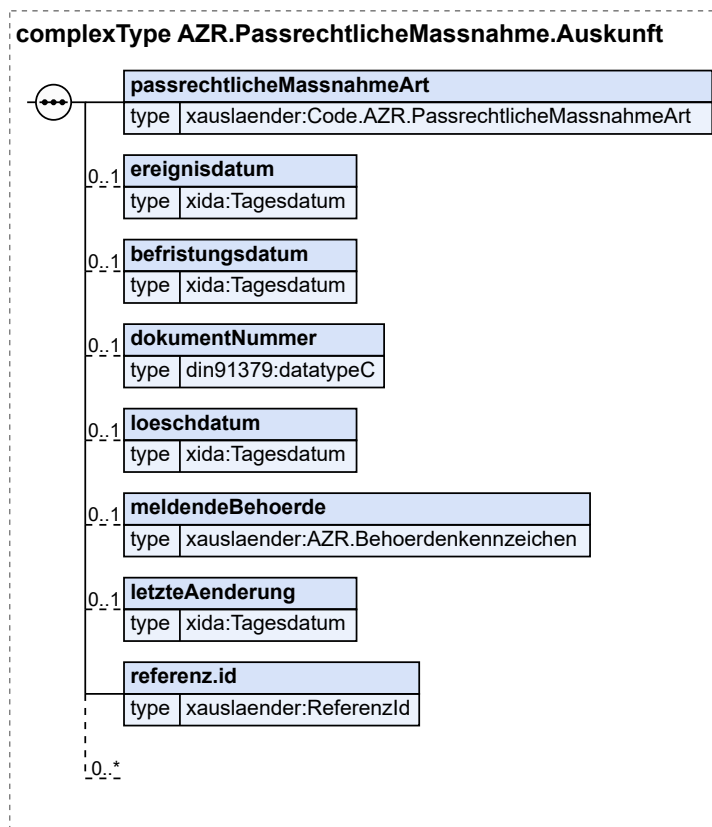 complexType AZR.PassrechtlicheMassnahme.Auskunft
passrechtlicheMassnahmeArt
type xauslaender:Code.AZR.PassrechtlicheMassnahmeArt
0..1 ereignisdatum
type xida:Tagesdatum
0..1 befristungsdatum
type xida:Tagesdatum
0..1 dokumentNummer
type din91379:datatypeC
0..1 loeschdatum
type xida:Tagesdatum
0..1 meldendeBehoerde
type xauslaender:AZR.Behoerdenkennzeichen
0..1 letzteAenderung
type xida:Tagesdatum
referenz.id
type xauslaender:ReferenzId
0..*